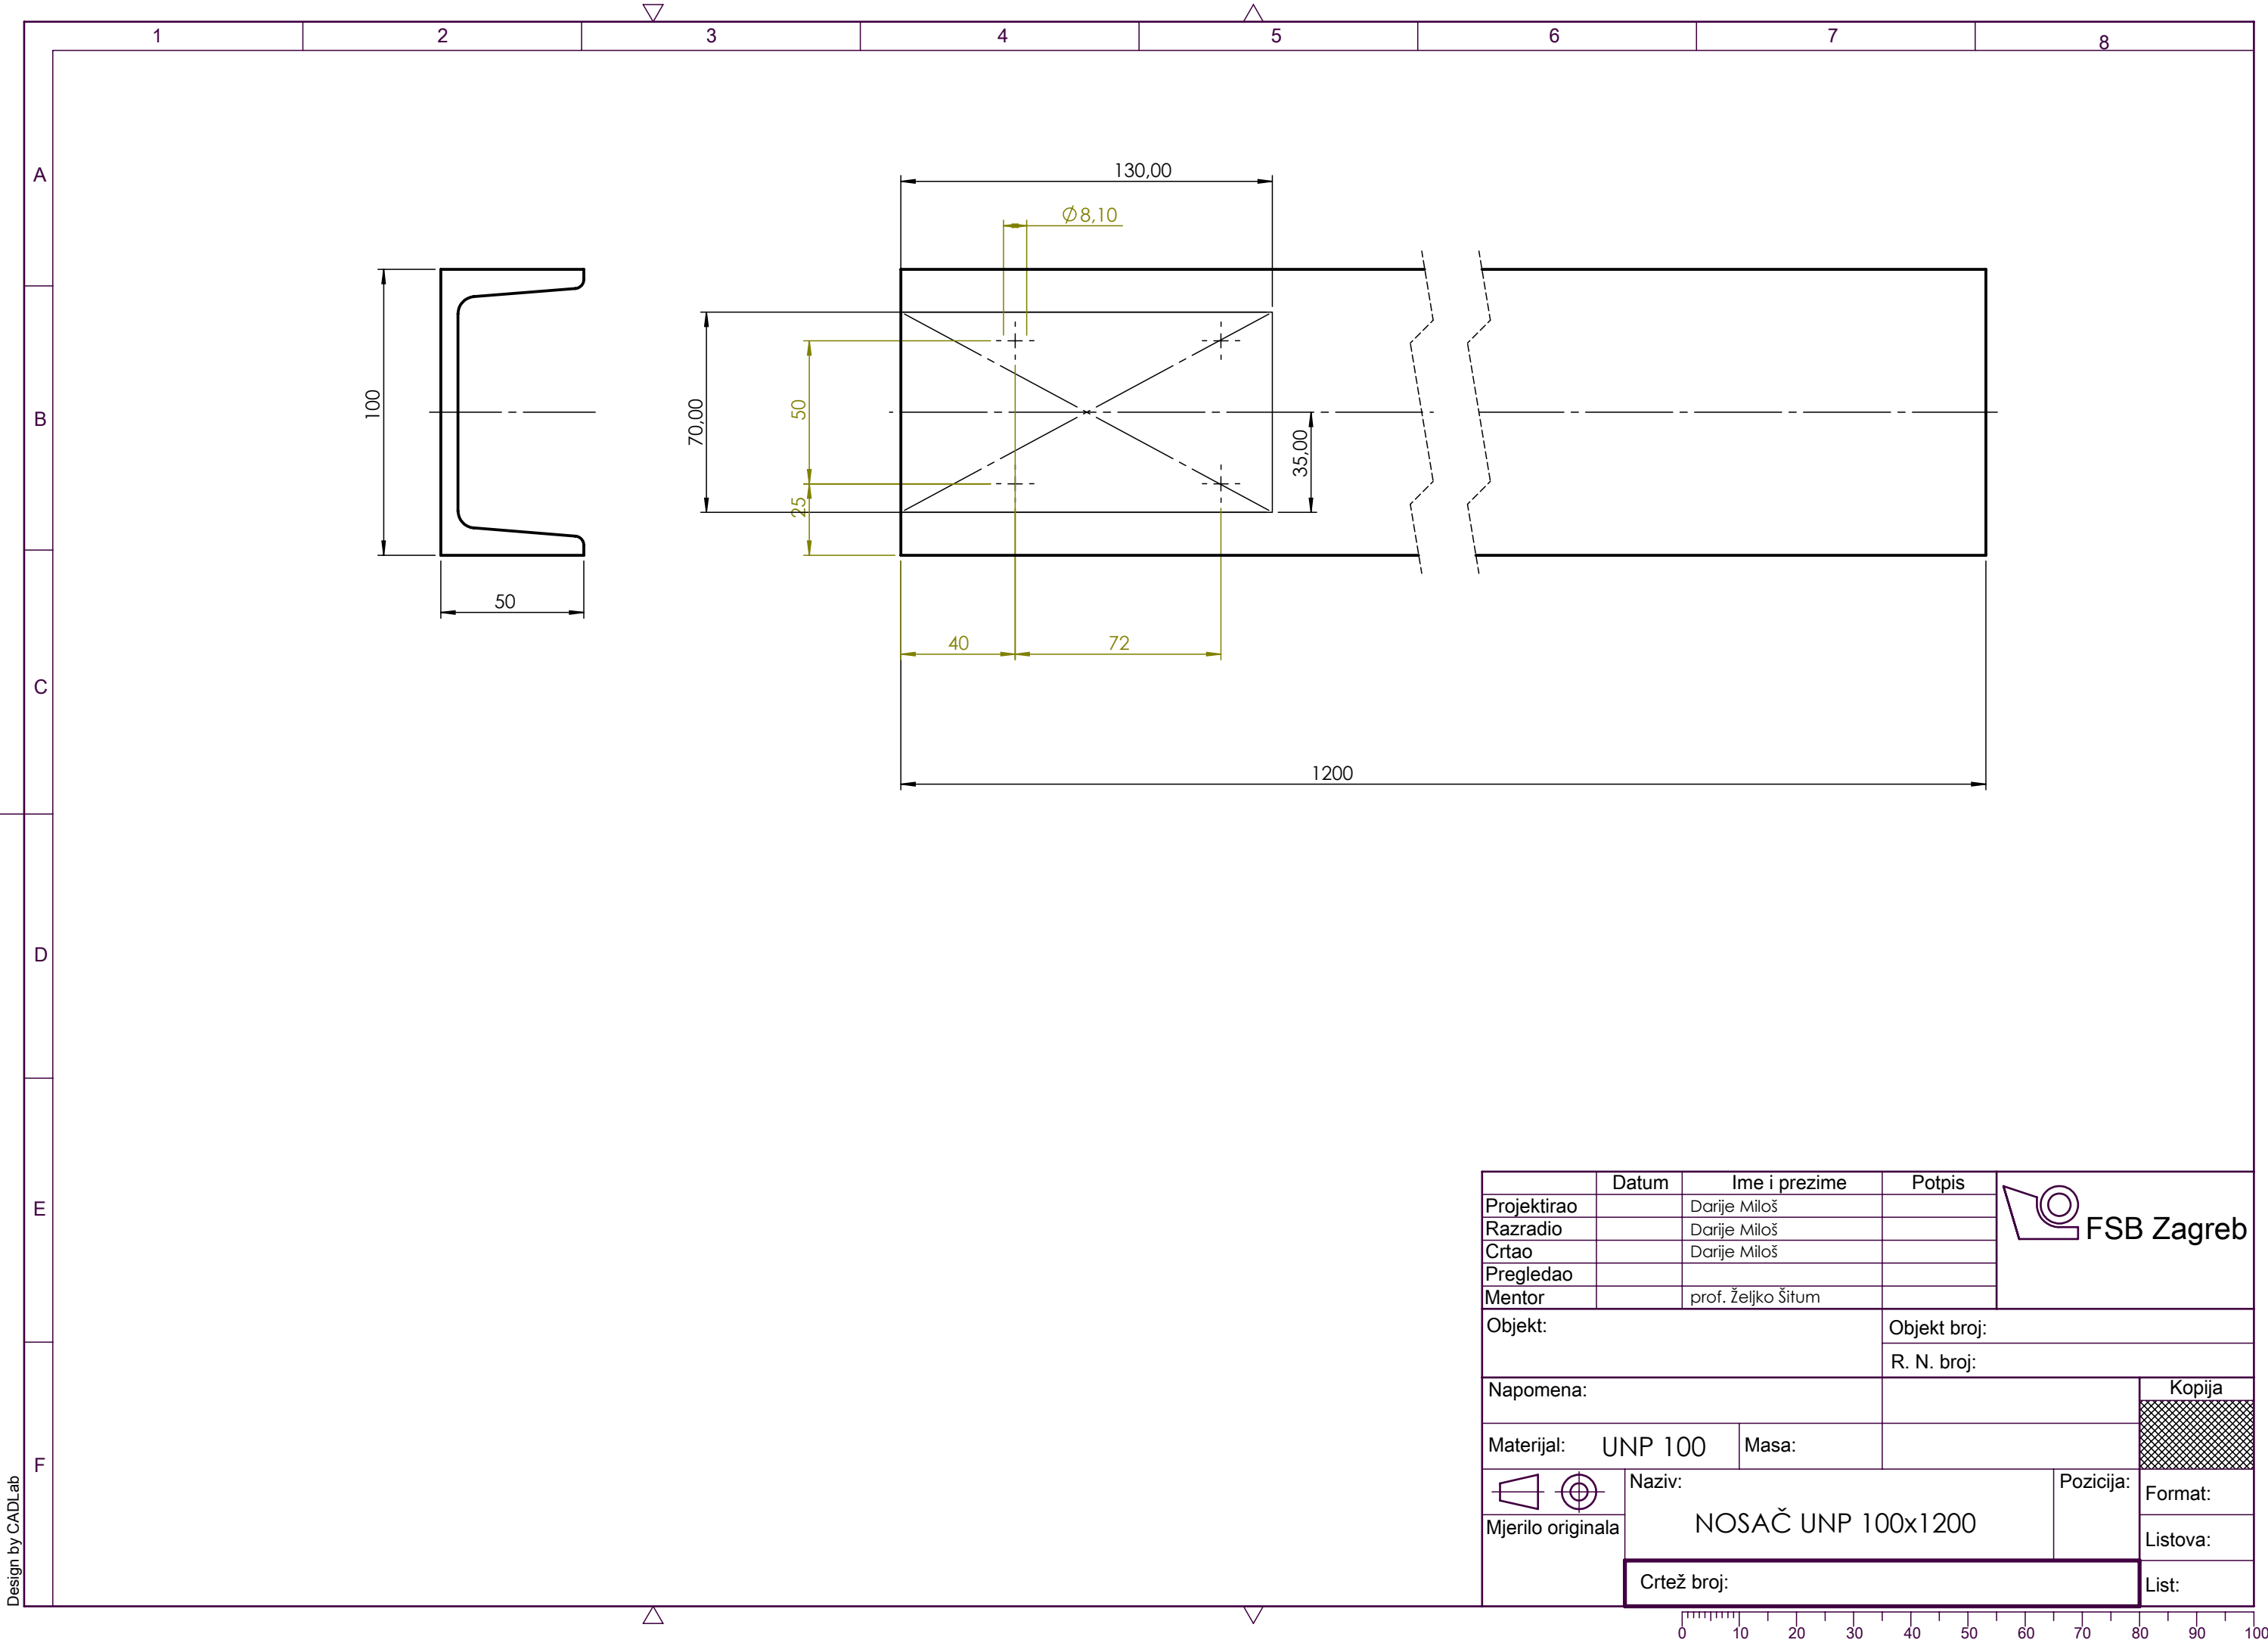 1 2 3 4 5 6 7 8
A
B
C
D
E
F
130,00
Ø8,10
100
70,00
50
25
35,00
50
40 72
1200
Datum Ime i prezime Potpis
Projektirao Darije Miloš
Razradio Darije Miloš
Crtao Darije Miloš
Pregledao
Mentor prof. Željko Šitum
FSB Zagreb
Objekt: Objekt broj:
R. N. broj:
Napomena: Kopija
Materijal: UNP 100 Masa:
Naziv: Pozicija: Format:
Mjerilo originala NOSAČ UNP 100x1200
Listova:
Crtež broj: List:
Design by CADLab
0 10 20 30 40 50 60 70 80 90 100